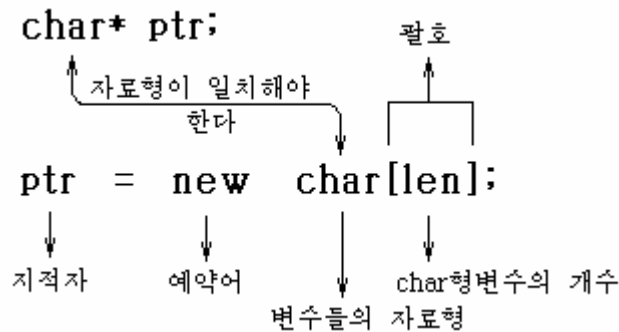 char* ptr;
괄호
자료형이 일치해야
한다
ptr = new char[len];
지적자
예약어
char형변수의 개수
변수들의 자료형